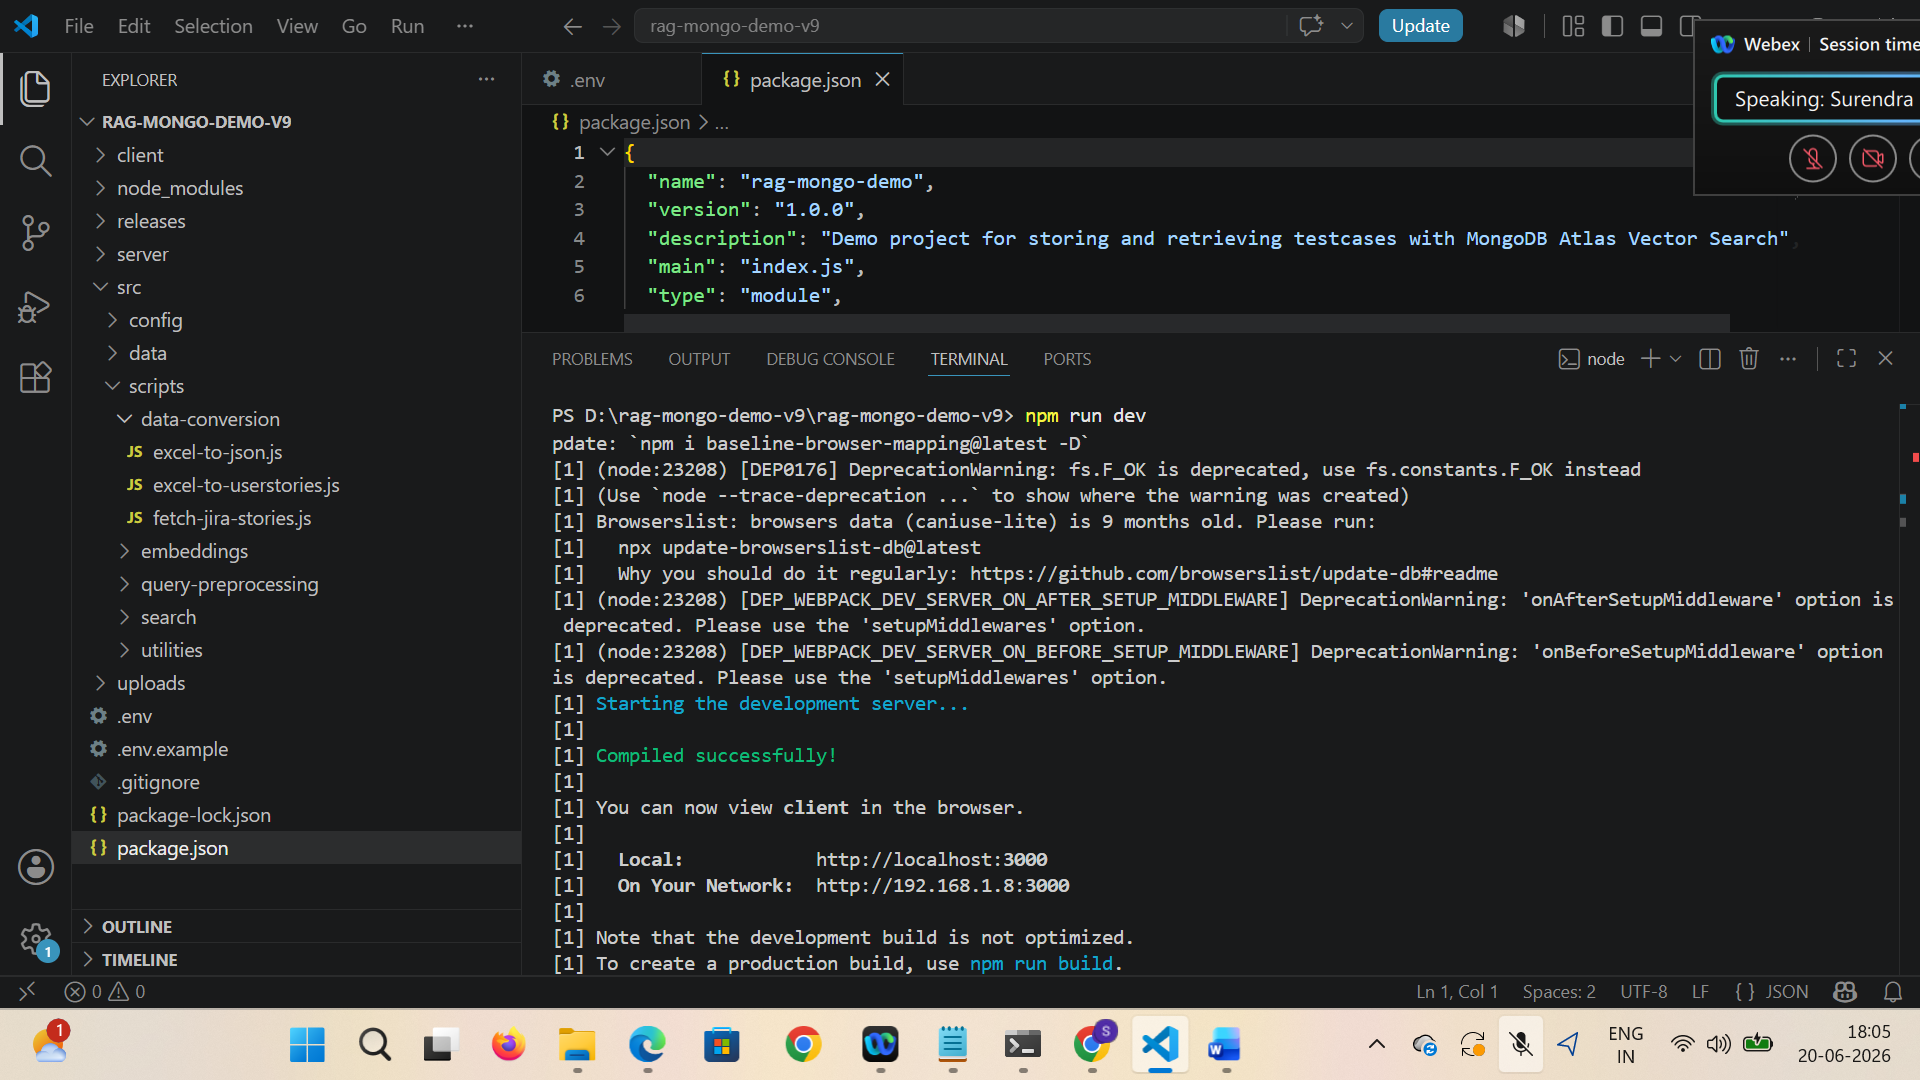 File Edit Selection View Go Run ...
rag-mongo-demo-v9
Update
Webex | Session time
Speaking: Surendra
EXPLORER
RAG-MONGO-DEMO-V9
client
node_modules
releases
server
src
config
data
scripts
data-conversion
JS excel-to-json.js
JS excel-to-userstories.js
JS fetch-jira-stories.js
embeddings
query-preprocessing
search
utilities
uploads
.env
.env.example
.gitignore
{} package-lock.json
{} package.json
OUTLINE
TIMELINE
1
.env
{} package.json
{} package.json > ...
1 {
2 "name": "rag-mongo-demo",
3 "version": "1.0.0",
4 "description": "Demo project for storing and retrieving testcases with MongoDB Atlas Vector Search",
5 "main": "index.js",
6 "type": "module",
PROBLEMS OUTPUT DEBUG CONSOLE TERMINAL PORTS
node
PS D:\rag-mongo-demo-v9\rag-mongo-demo-v9> npm run dev
pdate: `npm i baseline-browser-mapping@latest -D`
[1] (node:23208) [DEP0176] DeprecationWarning: fs.F_OK is deprecated, use fs.constants.F_OK instead
[1] (Use `node --trace-deprecation ...` to show where the warning was created)
[1] Browserslist: browsers data (caniuse-lite) is 9 months old. Please run:
[1] npx update-browserslist-db@latest
[1] Why you should do it regularly: https://github.com/browserslist/update-db#readme
[1] (node:23208) [DEP_WEBPACK_DEV_SERVER_ON_AFTER_SETUP_MIDDLEWARE] DeprecationWarning: 'onAfterSetupMiddleware' option is
deprecated. Please use the 'setupMiddlewares' option.
[1] (node:23208) [DEP_WEBPACK_DEV_SERVER_ON_BEFORE_SETUP_MIDDLEWARE] DeprecationWarning: 'onBeforeSetupMiddleware' option
is deprecated. Please use the 'setupMiddlewares' option.
[1] Starting the development server...
[1]
[1] Compiled successfully!
[1]
[1] You can now view client in the browser.
[1]
[1] Local: http://localhost:3000
[1] On Your Network: http://192.168.1.8:3000
[1]
[1] Note that the development build is not optimized.
[1] To create a production build, use npm run build.
0 0
Ln 1, Col 1 Spaces: 2 UTF-8 LF {} JSON
1
S
ENG
IN
18:05
20-06-2026